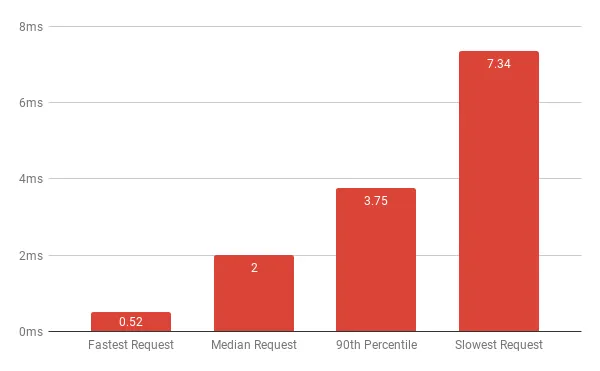 8ms
6ms
4ms
2ms
0ms
0.52
2
3.75
7.34
Fastest Request
Median Request
90th Percentile
Slowest Request